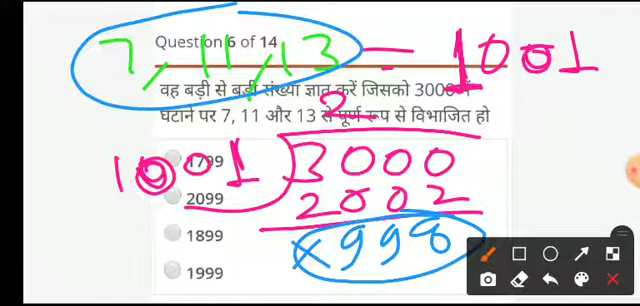 Question 6 of 14
7, 11, 13 = 1001
वह बड़ी से बड़ी संख्या ज्ञात करें जिसको 3000 में
घटाने पर 7, 11 और 13 से पूर्ण रूप से विभाजित हो
2
1001 3000
1799
2002
2099
×998
1899
1999